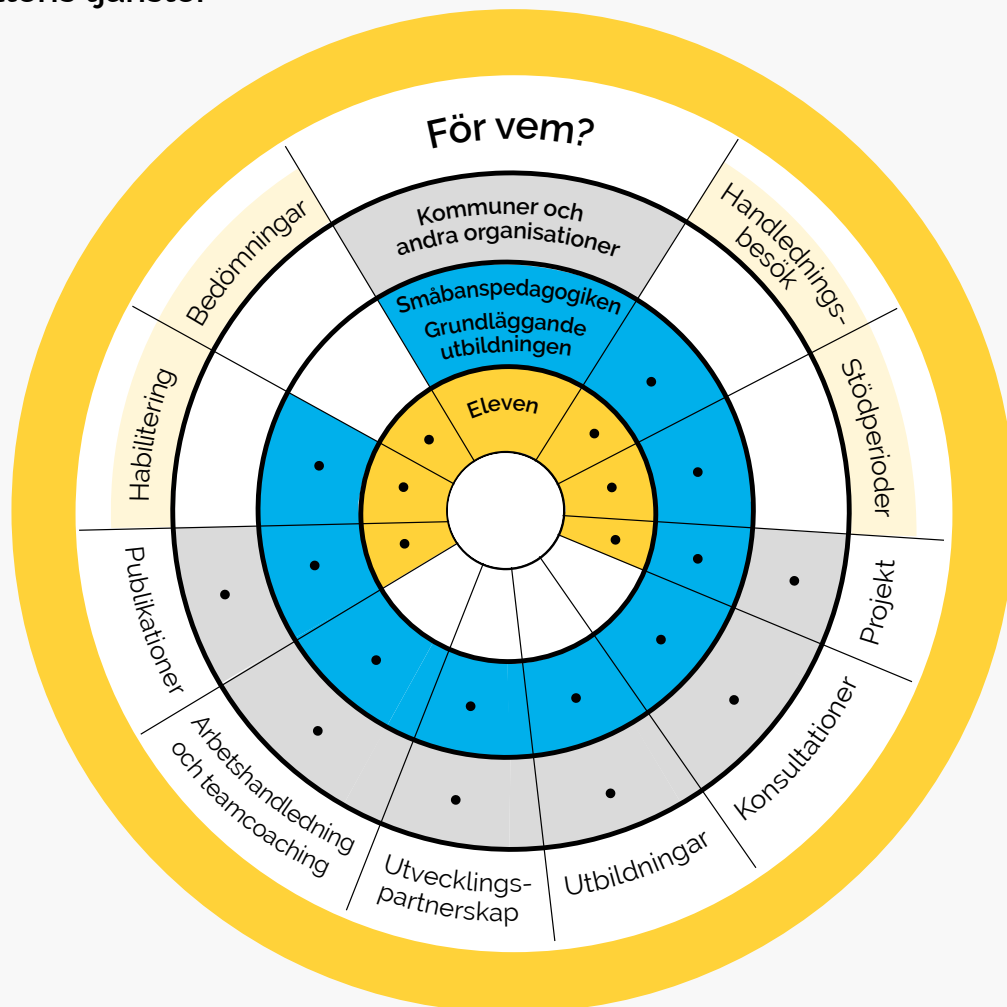 För vem?
Kommuner och
andra organisationer
Småbanspedagogiken
Grundläggande
utbildningen
Eleven
Handlednings-
besök
Stödperioder
Projekt
Konsultationer
Utbildningar
Utvecklings-
partnerskap
Arbetshandledning
och teamcoaching
Publikationer
Habilitering
Bedömningar